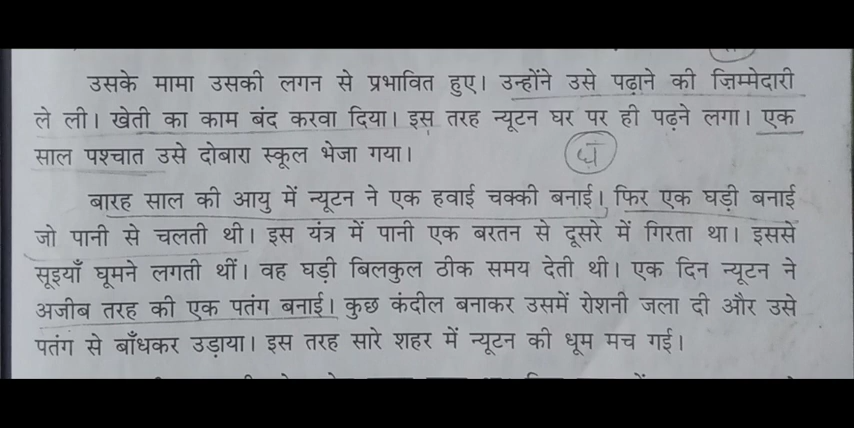 उसके मामा उसकी लगन से प्रभावित हुए। उन्होंने उसे पढ़ाने की ज़िम्मेदारी
ले ली। खेती का काम बंद करवा दिया। इस तरह न्यूटन घर पर ही पढ़ने लगा। एक
साल पश्चात उसे दोबारा स्कूल भेजा गया।
बारह साल की आयु में न्यूटन ने एक हवाई चक्की बनाई। फिर एक घड़ी बनाई
जो पानी से चलती थी। इस यंत्र में पानी एक बरतन से दूसरे में गिरता था। इससे
सूइयाँ घूमने लगती थीं। वह घड़ी बिलकुल ठीक समय देती थी। एक दिन न्यूटन ने
अजीब तरह की एक पतंग बनाई। कुछ कंदील बनाकर उसमें रोशनी जला दी और उसे
पतंग से बाँधकर उड़ाया। इस तरह सारे शहर में न्यूटन की धूम मच गई।